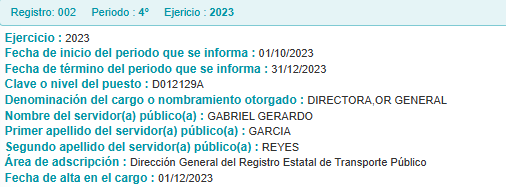 Registro: 002 Periodo : 4º Ejericio : 2023
Ejercicio : 2023
Fecha de inicio del periodo que se informa : 01/10/2023
Fecha de término del periodo que se informa : 31/12/2023
Clave o nivel del puesto : D012129A
Denominación del cargo o nombramiento otorgado : DIRECTORA,OR GENERAL
Nombre del servidor(a) público(a) : GABRIEL GERARDO
Primer apellido del servidor(a) público(a) : GARCIA
Segundo apellido del servidor(a) público(a) : REYES
Área de adscripción : Dirección General del Registro Estatal de Transporte Público
Fecha de alta en el cargo : 01/12/2023